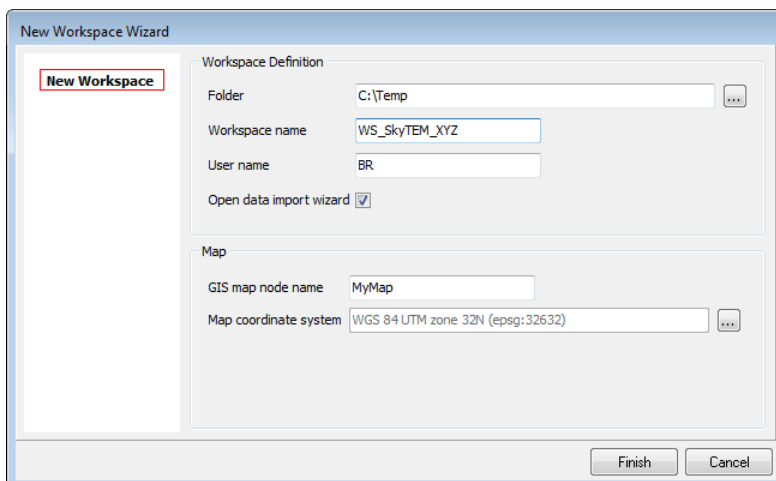 New Workspace Wizard
New Workspace
Workspace Definition
Folder C:\Temp ...
Workspace name WS_SkyTEM_XYZ
User name BR
Open data import wizard
Map
GIS map node name MyMap
Map coordinate system WGS 84 UTM zone 32N (epsg:32632) ...
Finish Cancel